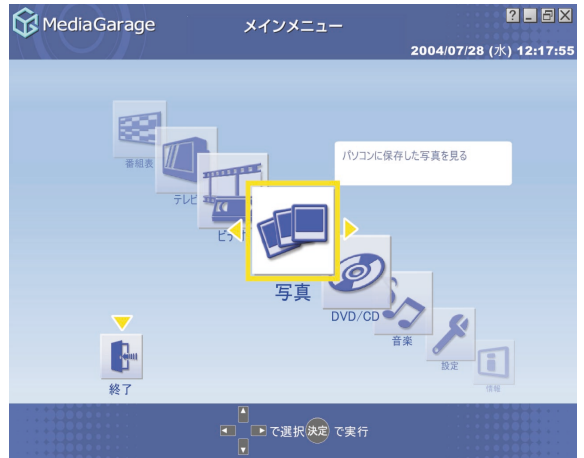 MediaGarage
メインメニュー
2004/07/28 (水) 12:17:55
番組表
テレビ
パソコンに保存した写真を見る
写真
DVD/CD
音楽
設定
情報
終了
で選択 決定 で実行